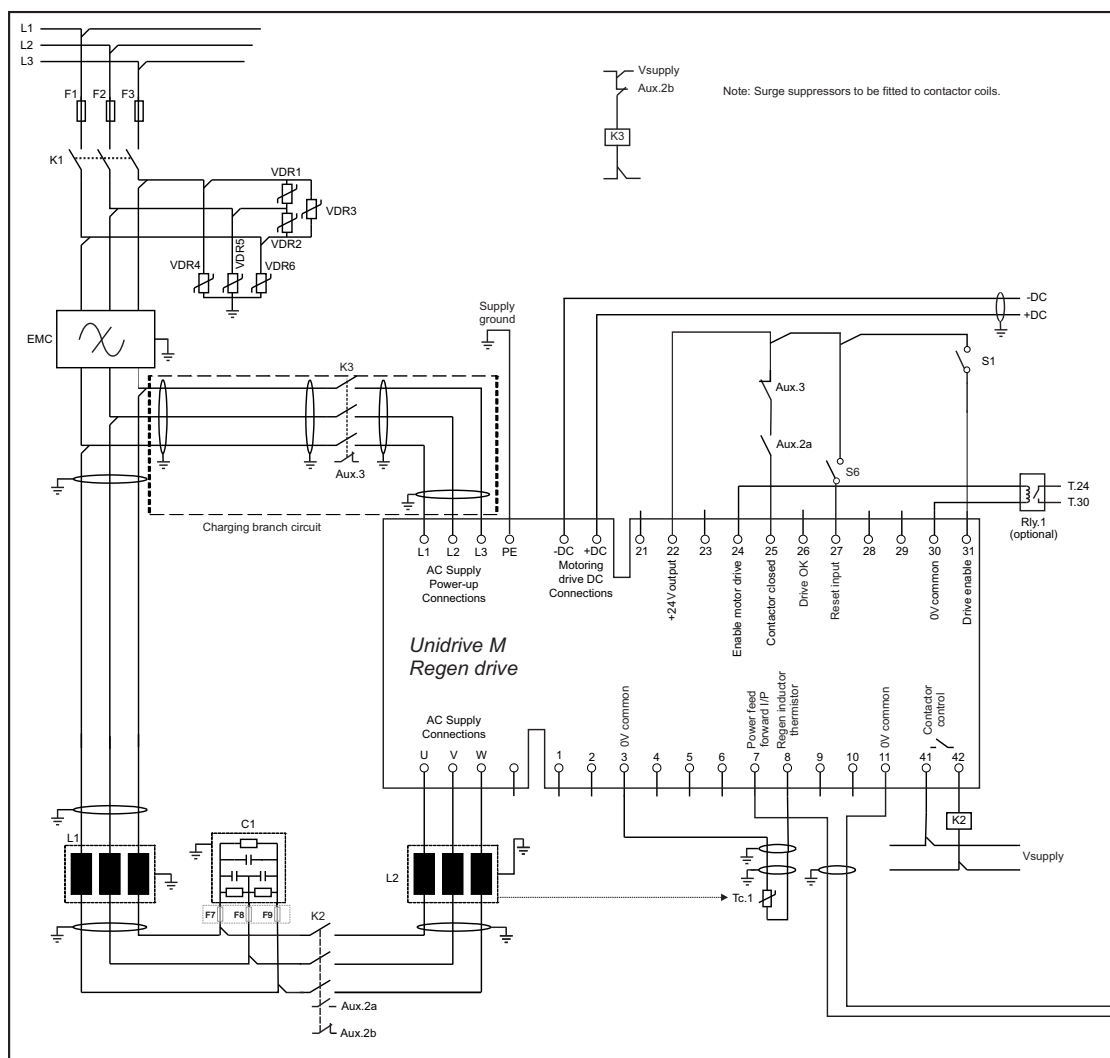 L1
L2
L3
F1 F2 F3
K1
VDR1
VDR3
VDR2
VDR4
VDR5
VDR6
EMC
Vsupply
Aux.2b
K3
Note: Surge suppressors to be fitted to contactor coils.
Supply
ground
-DC
+DC
K3
Aux.3
Charging branch circuit
Aux.3
Aux.2a
S1
S6
T.24
T.30
Rly.1
(optional)
L1 L2 L3 PE
AC Supply
Power-up
Connections
-DC +DC
Motoring
drive DC
Connections
21 22 23 24 25 26 27 28 29 30 31
+24V output
Enable motor drive
Contactor closed
Drive OK
Reset input
0V common
Drive enable
Unidrive M
Regen drive
AC Supply
Connections
U V W
0V common
Power feed
forward I/P
Regen inductor
thermistor
0V common
Contactor
control
1 2 3 4 5 6 7 8 9 10 11 41 42
K2
Vsupply
L1
C1
F7 F8 F9
K2
L2
Tc.1
Aux.2a
Aux.2b